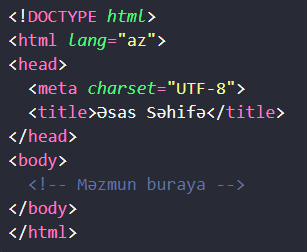 <!DOCTYPE html>
<html lang="az">
<head>
  <meta charset="UTF-8">
  <title>Əsas Səhifə</title>
</head>
<body>
  <!-- Məzmun buraya -->
</body>
</html>